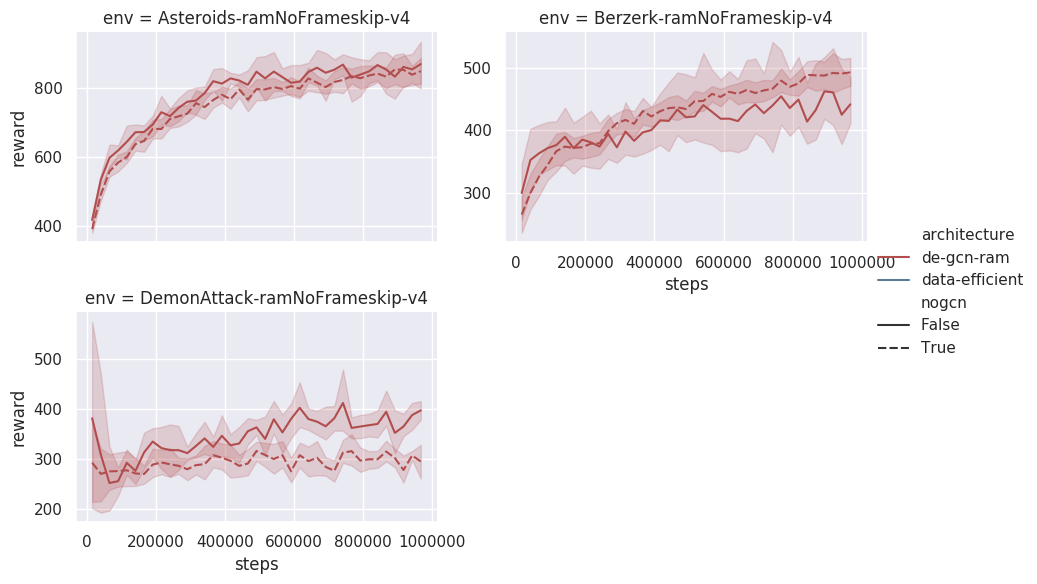 env = Asteroids-ramNoFrameskip-v4
reward
800
600
400
env = Berzerk-ramNoFrameskip-v4
500
400
300
0 200000 400000 600000 800000 1000000
steps
env = DemonAttack-ramNoFrameskip-v4
reward
500
400
300
200
0 200000 400000 600000 800000 1000000
steps
architecture
de-gcn-ram
data-efficient
nogcn
False
True